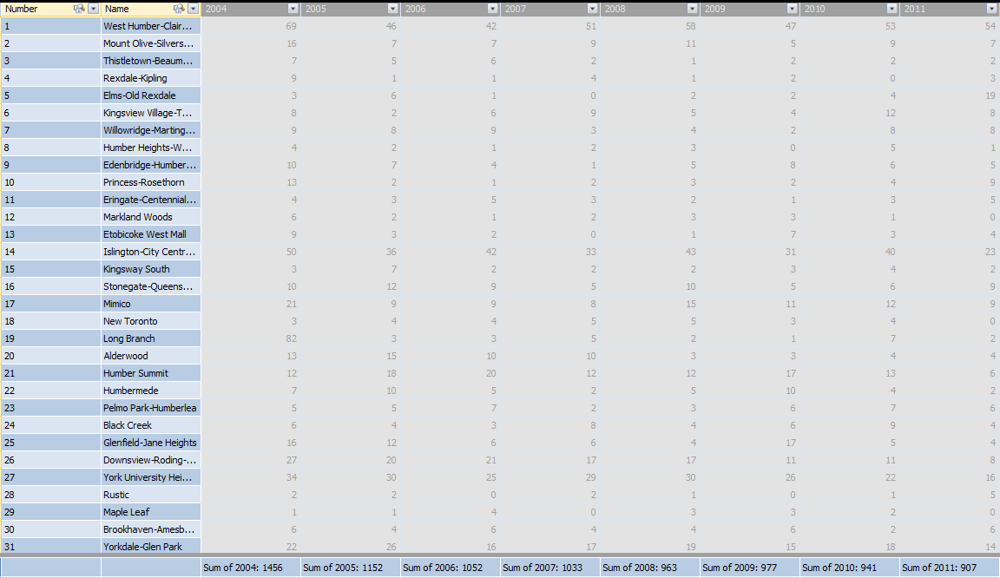 Number Name 2004 2005 2006 2007 2008 2009 2010 2011
1 West Humber-Clair... 69 46 42 51 58 47 53 54
2 Mount Olive-Silvers... 16 7 7 9 11 5 9 7
3 Thistletown-Beaum... 7 5 6 2 1 2 2 2
4 Rexdale-Kipling 9 1 1 4 1 2 0 3
5 Elms-Old Rexdale 3 6 1 0 2 2 4 19
6 Kingsview Village-T... 8 2 6 9 5 4 12 8
7 Willowridge-Marting... 9 8 9 3 4 2 8 8
8 Humber Heights-W... 4 2 1 2 3 0 5 1
9 Edenbridge-Humber... 10 7 4 1 5 8 6 5
10 Princess-Rosethorn 13 2 1 2 3 2 4 9
11 Eringate-Centennial... 4 3 5 3 2 1 3 5
12 Markland Woods 6 2 1 2 3 3 1 0
13 Etobicoke West Mall 9 3 2 0 1 7 3 4
14 Islington-City Centr... 50 36 42 33 43 31 40 23
15 Kingsway South 3 7 2 2 2 3 4 2
16 Stonegate-Queens... 10 12 9 5 10 5 6 9
17 Mimico 21 9 9 8 15 11 12 9
18 New Toronto 3 4 4 5 5 3 4 0
19 Long Branch 82 3 3 5 2 1 7 2
20 Alderwood 13 15 10 10 3 3 4 4
21 Humber Summit 12 18 20 12 12 17 13 6
22 Humbermede 7 10 5 2 5 10 4 2
23 Pelmo Park-Humberlea 5 5 7 2 3 6 7 6
24 Black Creek 6 4 3 8 4 6 9 4
25 Glenfield-Jane Heights 16 12 6 6 4 17 5 4
26 Downsview-Roding-... 27 20 21 17 17 11 11 8
27 York University Hei... 34 30 25 29 30 26 22 16
28 Rustic 2 2 0 2 1 0 1 5
29 Maple Leaf 1 1 4 0 3 3 2 0
30 Brookhaven-Amesb... 6 4 6 4 4 6 2 6
31 Yorkdale-Glen Park 22 26 16 17 19 15 18 14
Sum of 2004: 1456 Sum of 2005: 1152 Sum of 2006: 1052 Sum of 2007: 1033 Sum of 2008: 963 Sum of 2009: 977 Sum of 2010: 941 Sum of 2011: 907